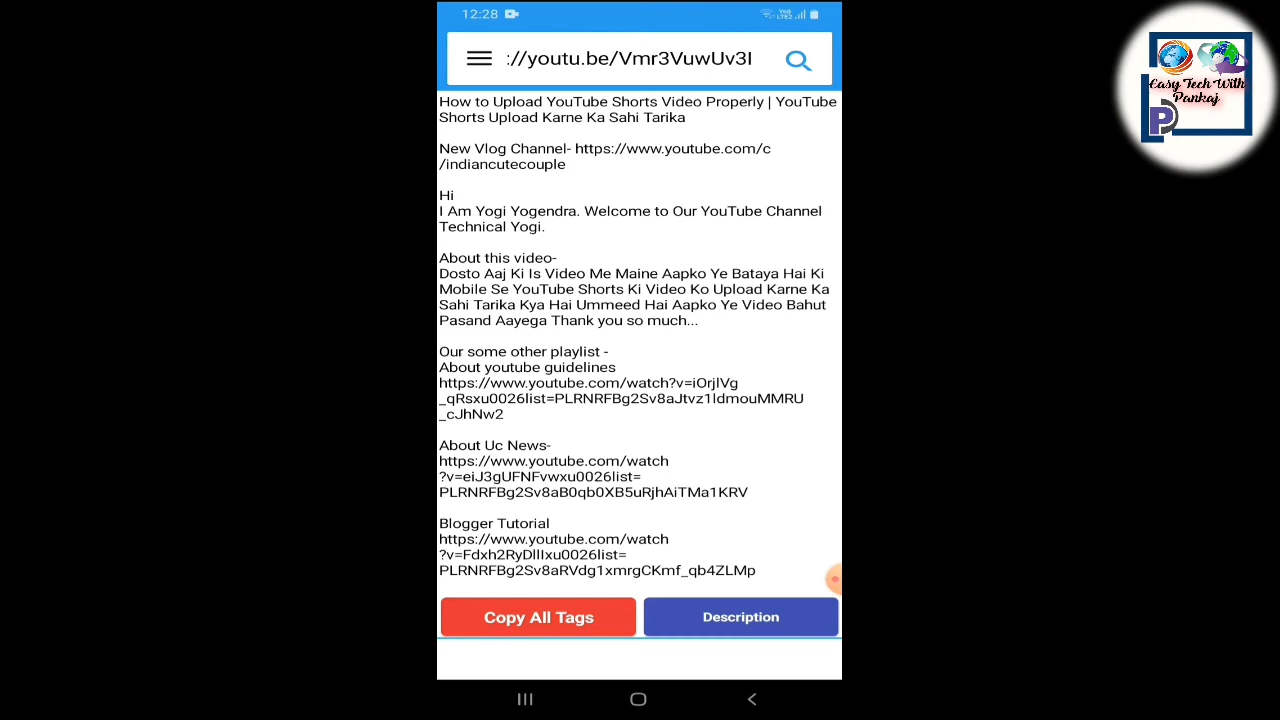 12:28
Vo))
LTE2
://youtu.be/Vmr3VuwUv3I
Easy Tech With
Pankaj
P
How to Upload YouTube Shorts Video Properly | YouTube
Shorts Upload Karne Ka Sahi Tarika
New Vlog Channel- https://www.youtube.com/c
/indiancutecouple
Hi
I Am Yogi Yogendra. Welcome to Our YouTube Channel
Technical Yogi.
About this video-
Dosto Aaj Ki Is Video Me Maine Aapko Ye Bataya Hai Ki
Mobile Se YouTube Shorts Ki Video Ko Upload Karne Ka
Sahi Tarika Kya Hai Ummeed Hai Aapko Ye Video Bahut
Pasand Aayega Thank you so much...
Our some other playlist -
About youtube guidelines
https://www.youtube.com/watch?v=iOrjlVg
_qRsxu0026list=PLRNRFBg2Sv8aJtvz1ldmouMMRU
_cJhNw2
About Uc News-
https://www.youtube.com/watch
?v=eiJ3gUFNFvwxu0026list=
PLRNRFBg2Sv8aB0qb0XB5uRjhAiTMa1KRV
Blogger Tutorial
https://www.youtube.com/watch
?v=Fdxh2RyDllIxu0026list=
PLRNRFBg2Sv8aRVdg1xmrgCKmf_qb4ZLMp
Copy All Tags
Description